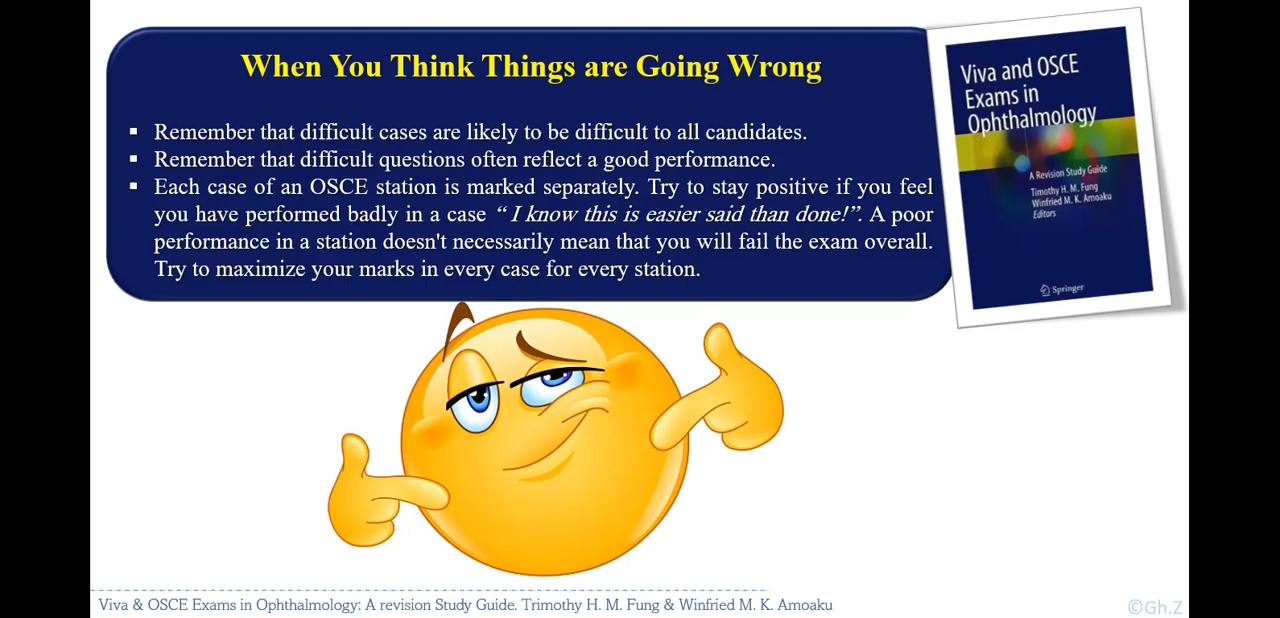 When You Think Things are Going Wrong
▪ Remember that difficult cases are likely to be difficult to all candidates.
▪ Remember that difficult questions often reflect a good performance.
▪ Each case of an OSCE station is marked separately. Try to stay positive if you feel
you have performed badly in a case “ I know this is easier said than done!”. A poor
performance in a station doesn't necessarily mean that you will fail the exam overall.
Try to maximize your marks in every case for every station.
Viva and OSCE
Exams in
Ophthalmology
A Revision Study Guide
Timothy H. M. Fung
Winfried M. K. Amoaku
Editors
Springer
Viva & OSCE Exams in Ophthalmology: A revision Study Guide. Trimothy H. M. Fung & Winfried M. K. Amoaku
©Gh.Z